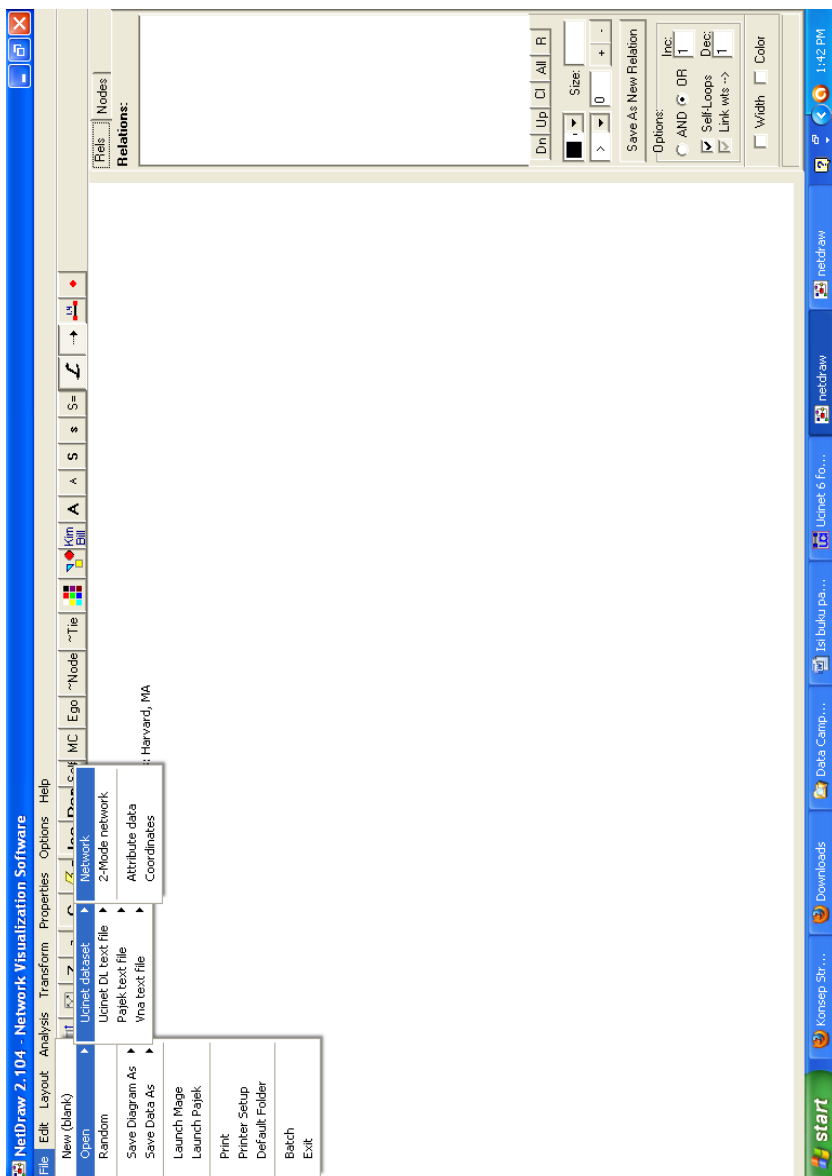 NetDraw 2.104 - Network Visualization Software
File Edit Layout Analysis Transform Properties Options Help
MC Ego ~Node ~Tie Kim Bill A A S s S= L
New (blank)
Open
Random
Save Diagram As
Save Data As
Launch Mage
Launch Pajek
Print
Printer Setup
Default Folder
Batch
Exit
Ucinet dataset
Ucinet DL text file
Pajek text file
Vna text file
Network
2-Mode network
Attribute data
Coordinates
: Harvard, MA
Rels Nodes
Relations:
Dn Up Cl All R
Size:
> 0 + -
Save As New Relation
Options:
AND OR
Inc:
1
Self-Loops
Link wts -->
Dec:
1
Width Color
start Konsep Str... Downloads Data Camp... Isi buku pa... Ucinet 6 fo... netdraw netdraw 1:42 PM